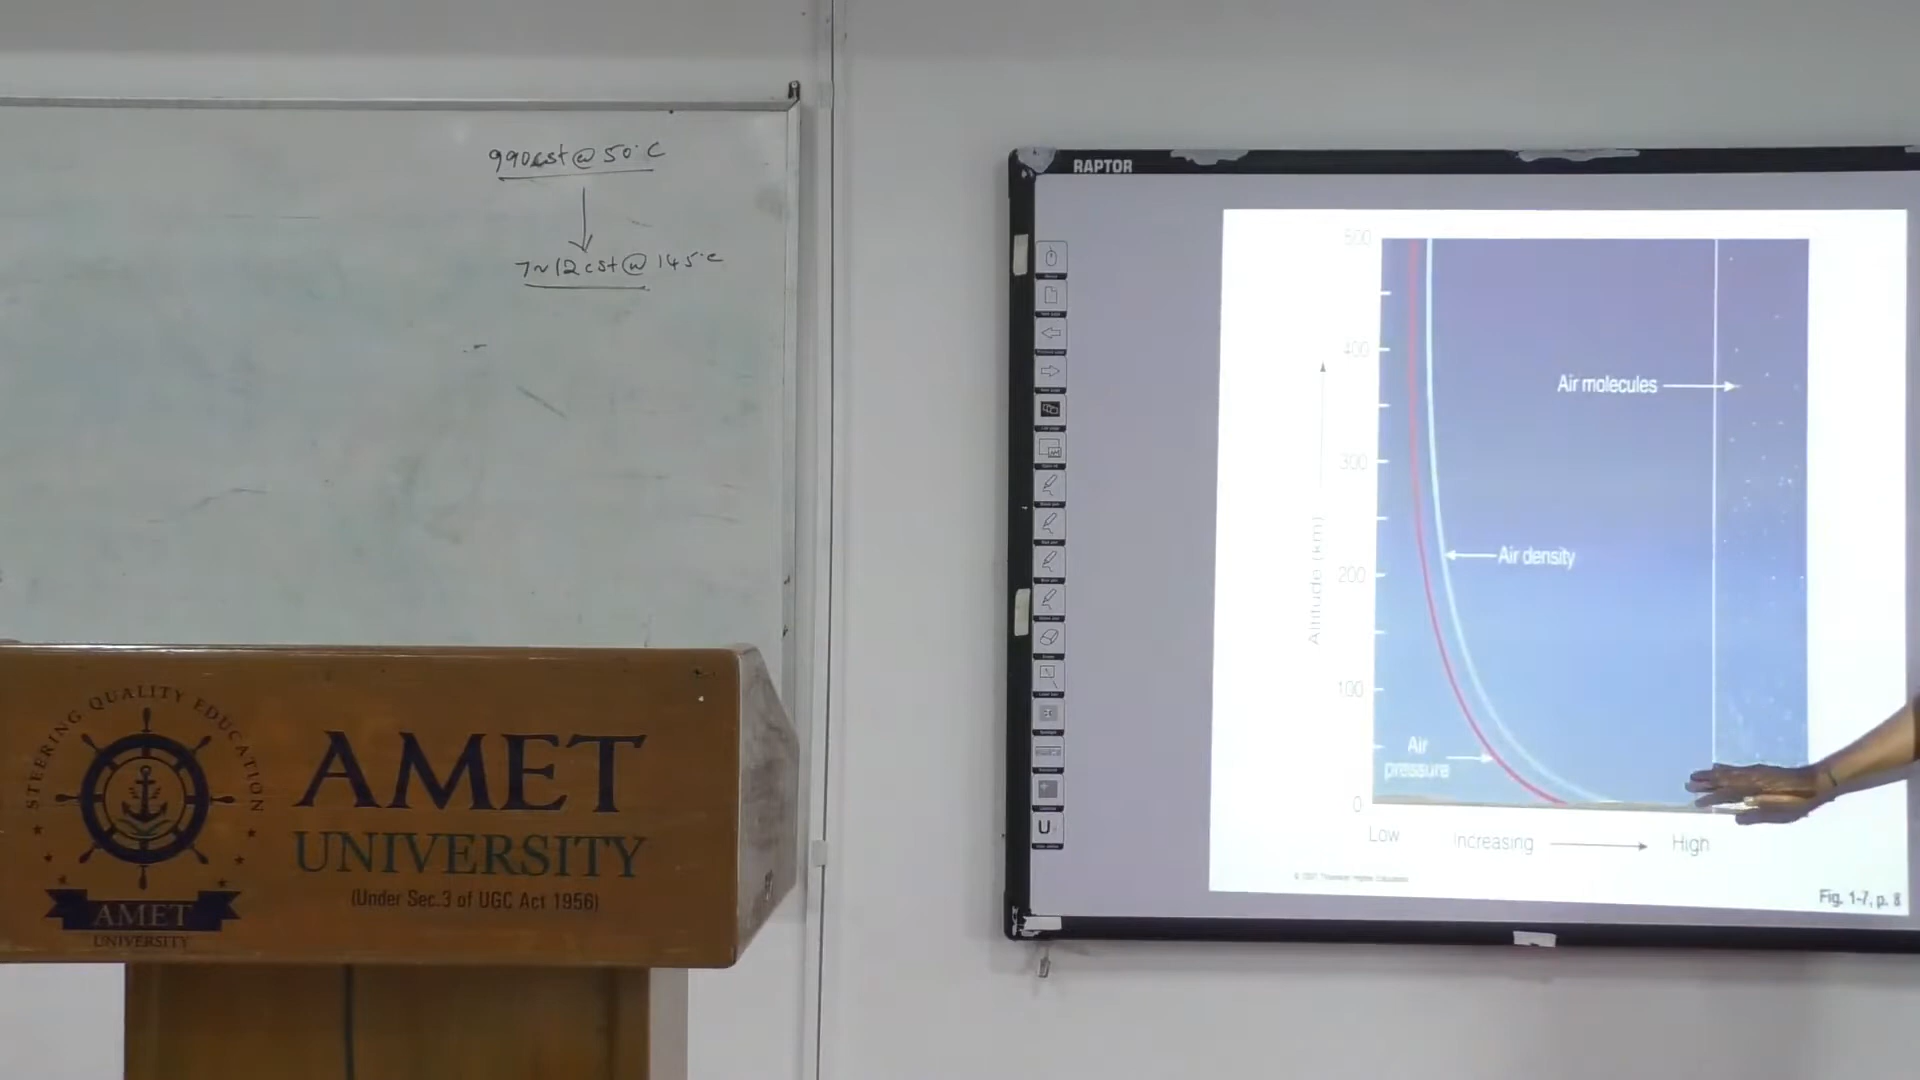 990cst@ 50°C
7~12cst@ 145°c
STEERING QUALITY EDUCATION
AMET
UNIVERSITY
AMET
UNIVERSITY
(Under Sec.3 of UGC Act 1956)
RAPTOR
500
400
300
200
100
0
Altitude (km)
Air molecules
Air density
Air
pressure
Low Increasing High
Fig. 1-7, p. 8